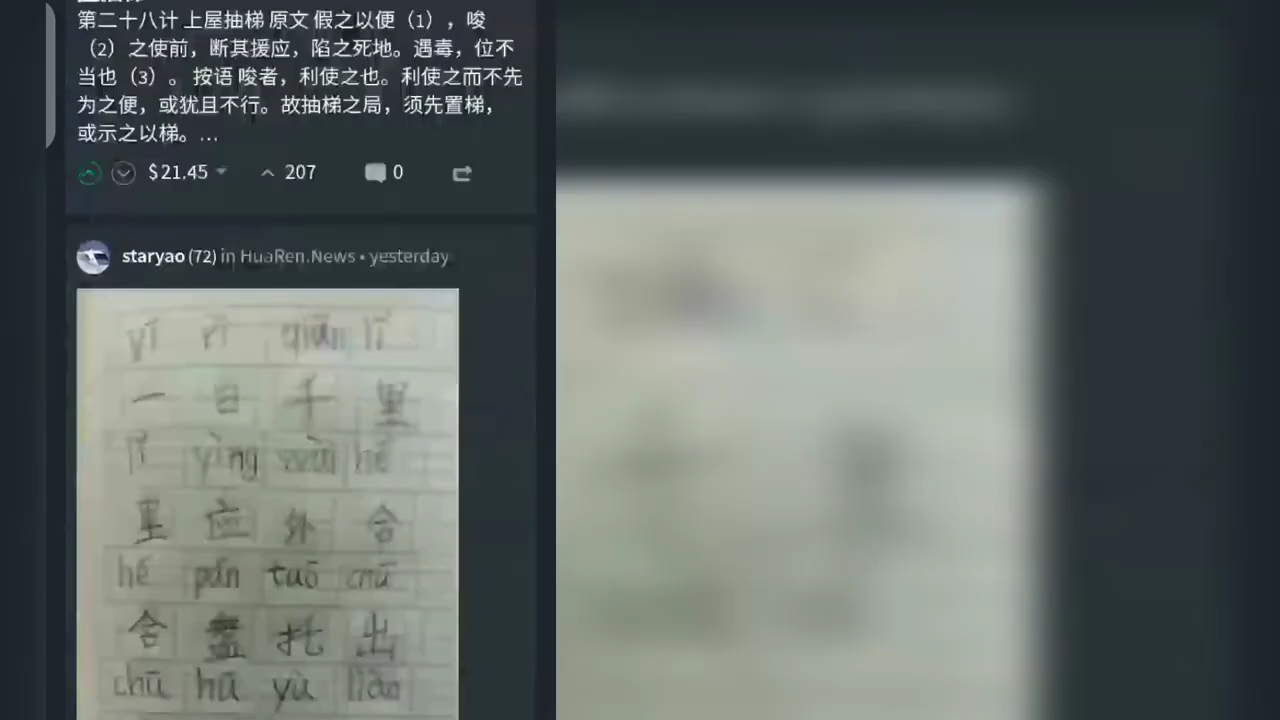 第二十八计 上屋抽梯 原文 假之以便（1），唆
（2）之使前，断其援应，陷之死地。遇毒，位不
当也（3）。 按语 唆者，利使之也。利使之而不先
为之便，或犹且不行。故抽梯之局，须先置梯，
或示之以梯。…
$21.45 207 0
staryao (72) in HuaRen.News • yesterday
yī rì qiān lǐ
一 日 千 里
lǐ yìng wài hé
里 应 外 合
hé pán tuō chū
合 盘 托 出
chū hū yù liào